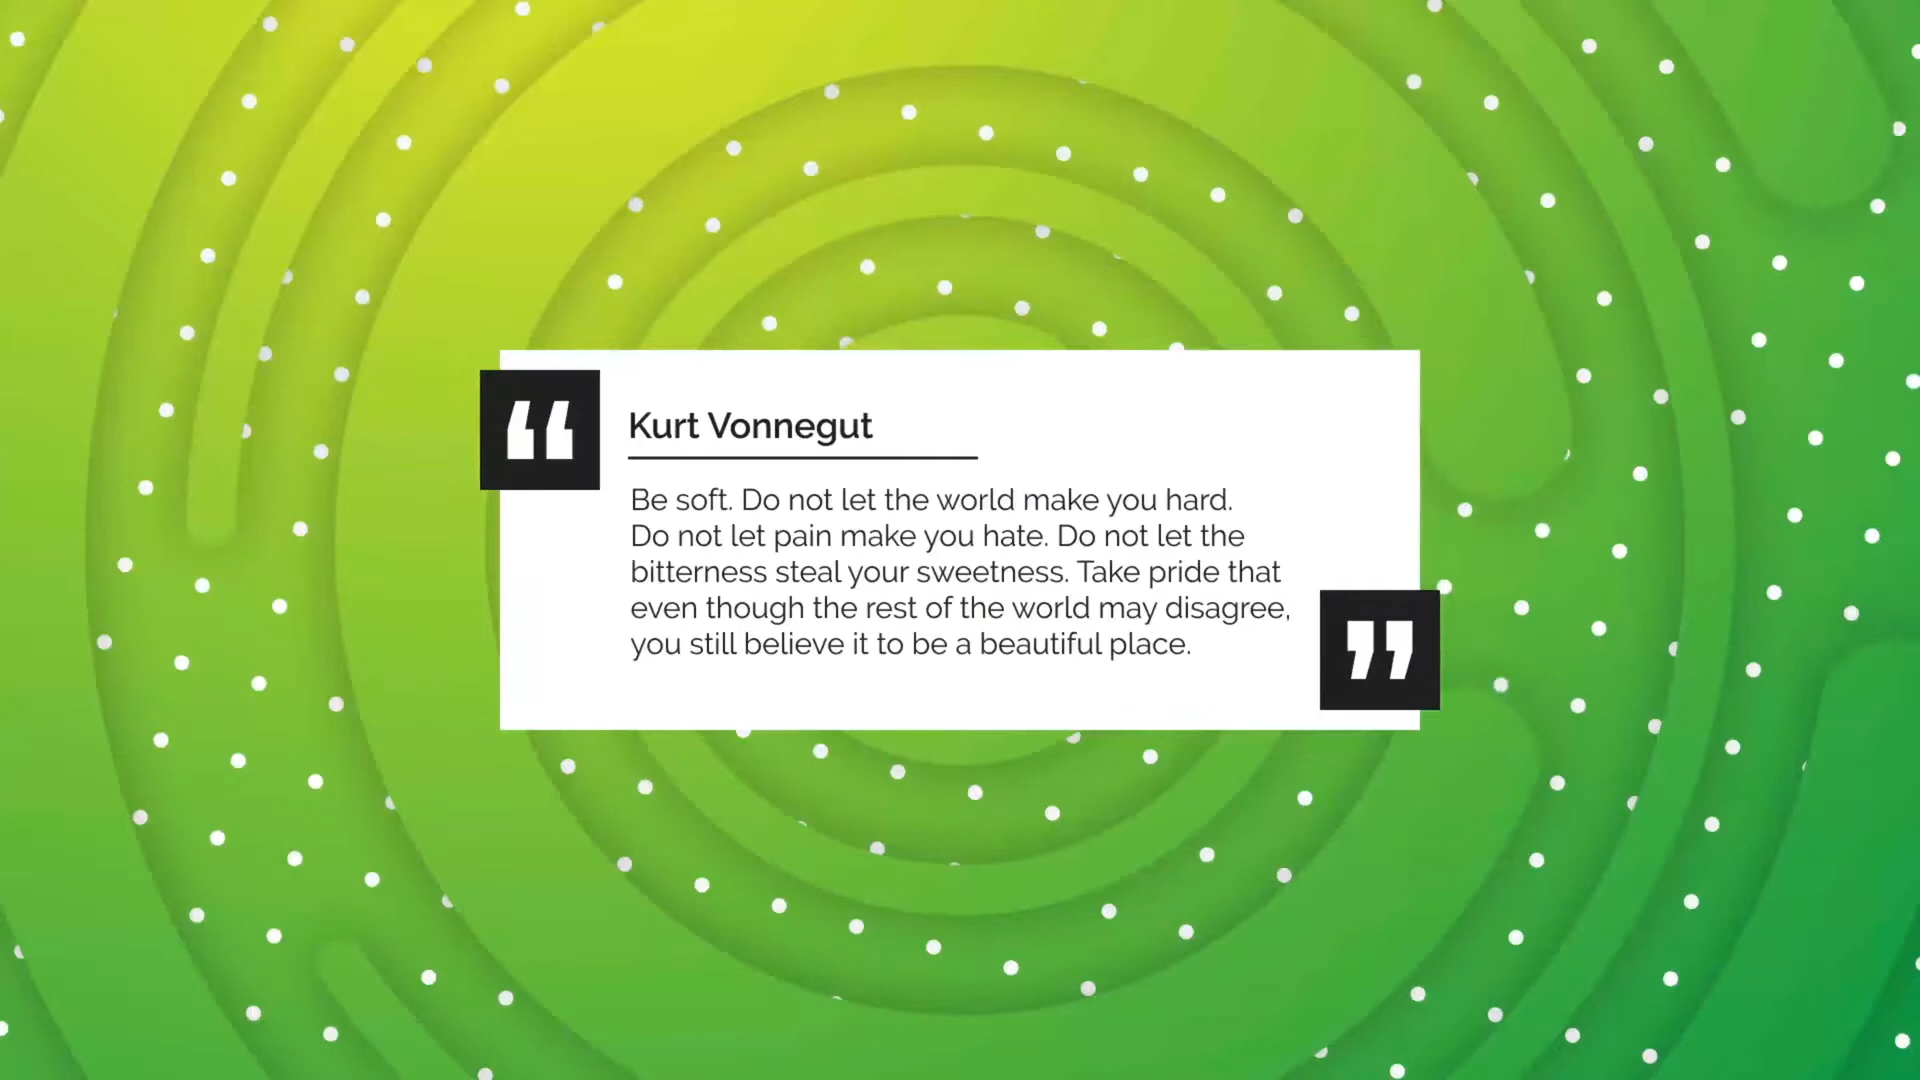 “
Kurt Vonnegut
Be soft. Do not let the world make you hard.
Do not let pain make you hate. Do not let the
bitterness steal your sweetness. Take pride that
even though the rest of the world may disagree,
you still believe it to be a beautiful place.
”